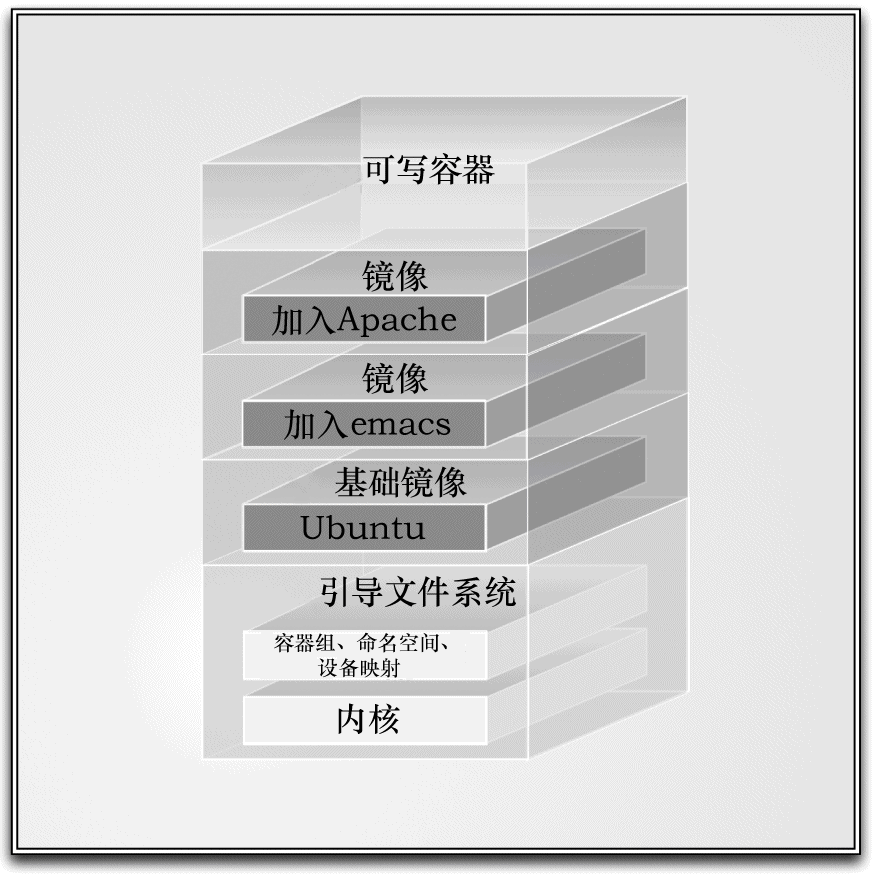 可写容器
镜像
加入Apache
镜像
加入emacs
基础镜像
Ubuntu
引导文件系统
容器组、命名空间、
设备映射
内核